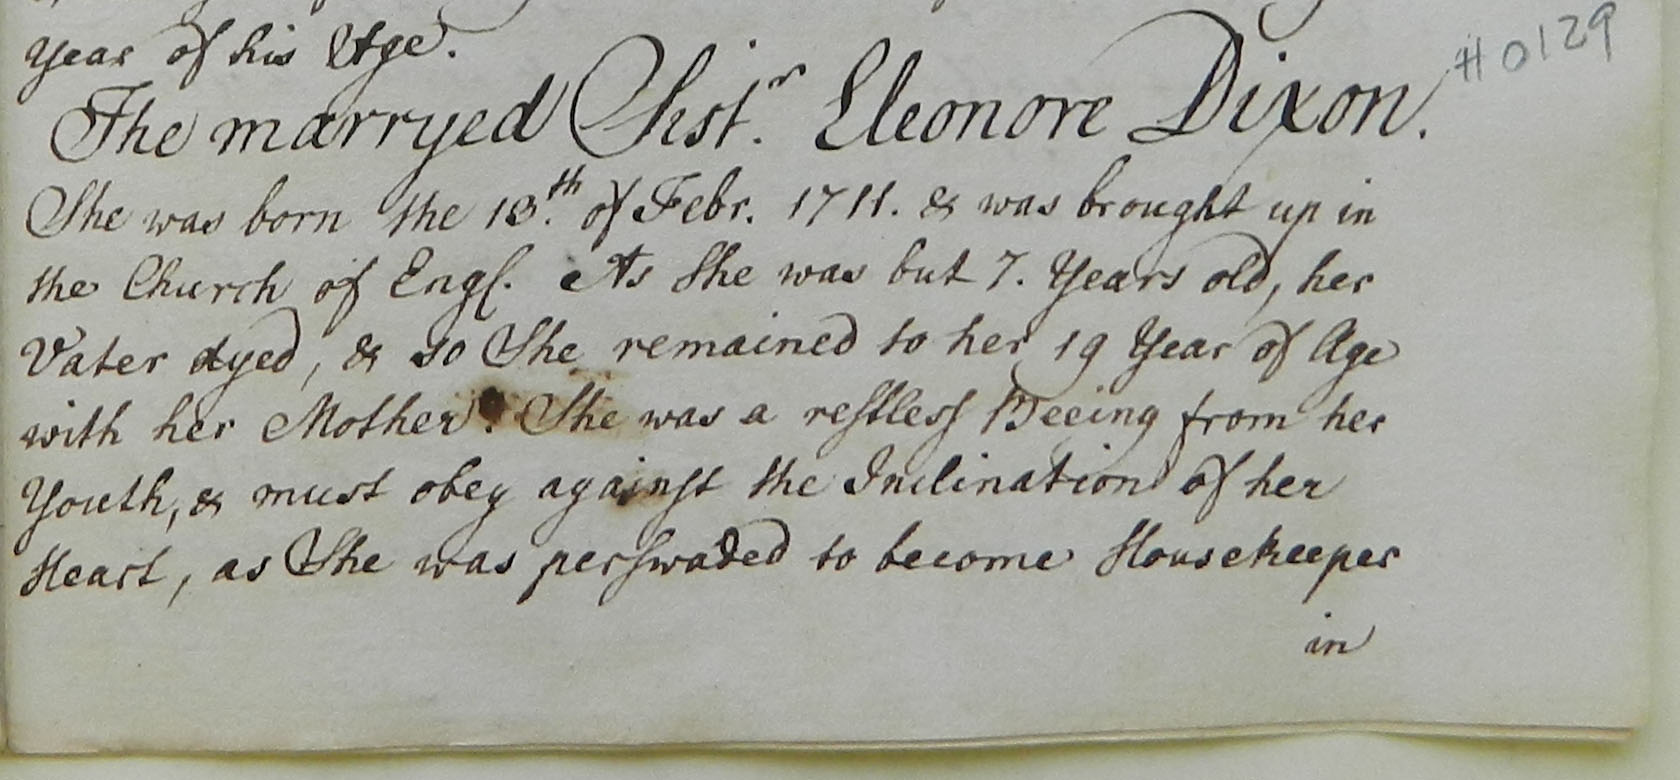 Year of his Age.
H 0129
The marryed Sist.r Eleonore Dixon.
She was born the 13.th of Febr. 1711. & was brought up in
the Church of Engl. As She was but 7. Years old, her
Vater dyed, & so She remained to her 19 Year of Age
with her Mother. She was a restless Beeing from her
Youth, & must obey against the Inclination of her
Heart, as She was perswaded to become Housekeeper
in